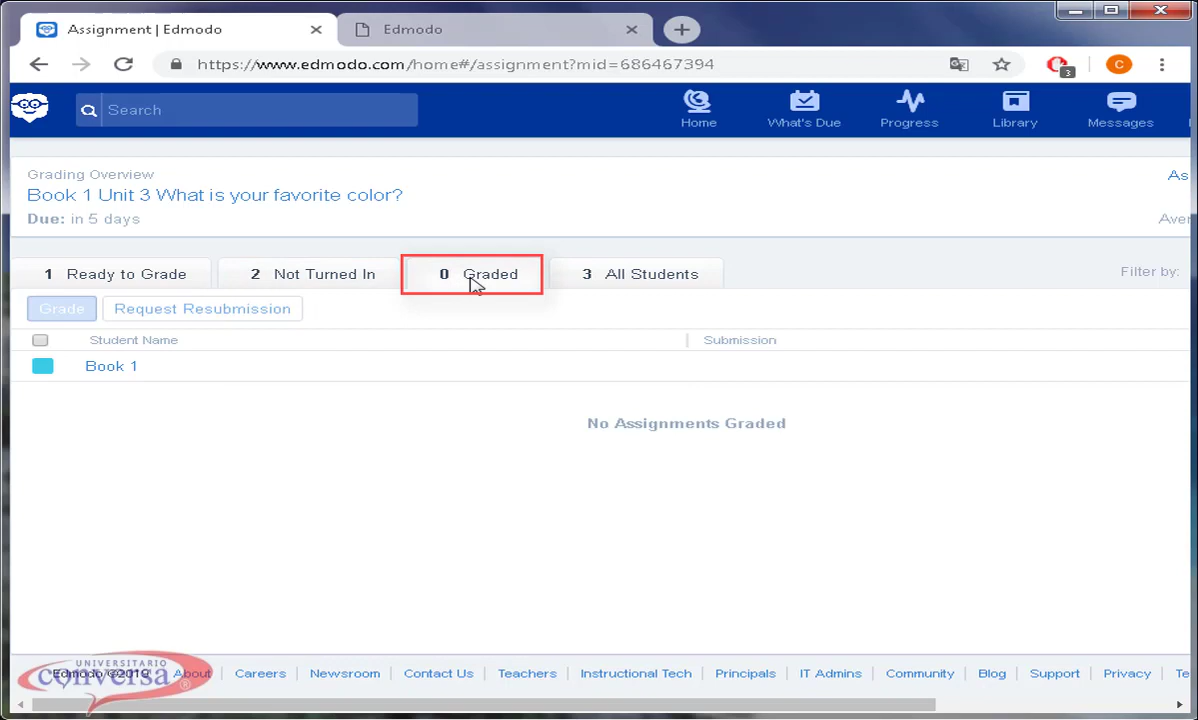 Assignment | Edmodo
Edmodo
https://www.edmodo.com/home#/assignment?mid=686467394
3
C
Search
Home
What's Due
Progress
Library
Messages
Grading Overview
As
Book 1 Unit 3 What is your favorite color?
Due: in 5 days
Aver
1 Ready to Grade
2 Not Turned In
0 Graded
3 All Students
Filter by:
Grade
Request Resubmission
Student Name
Submission
Book 1
No Assignments Graded
UNIVERSITARIO
conversa®
Edmodo ©2019
About
Careers
Newsroom
Contact Us
Teachers
Instructional Tech
Principals
IT Admins
Community
Blog
Support
Privacy
Te